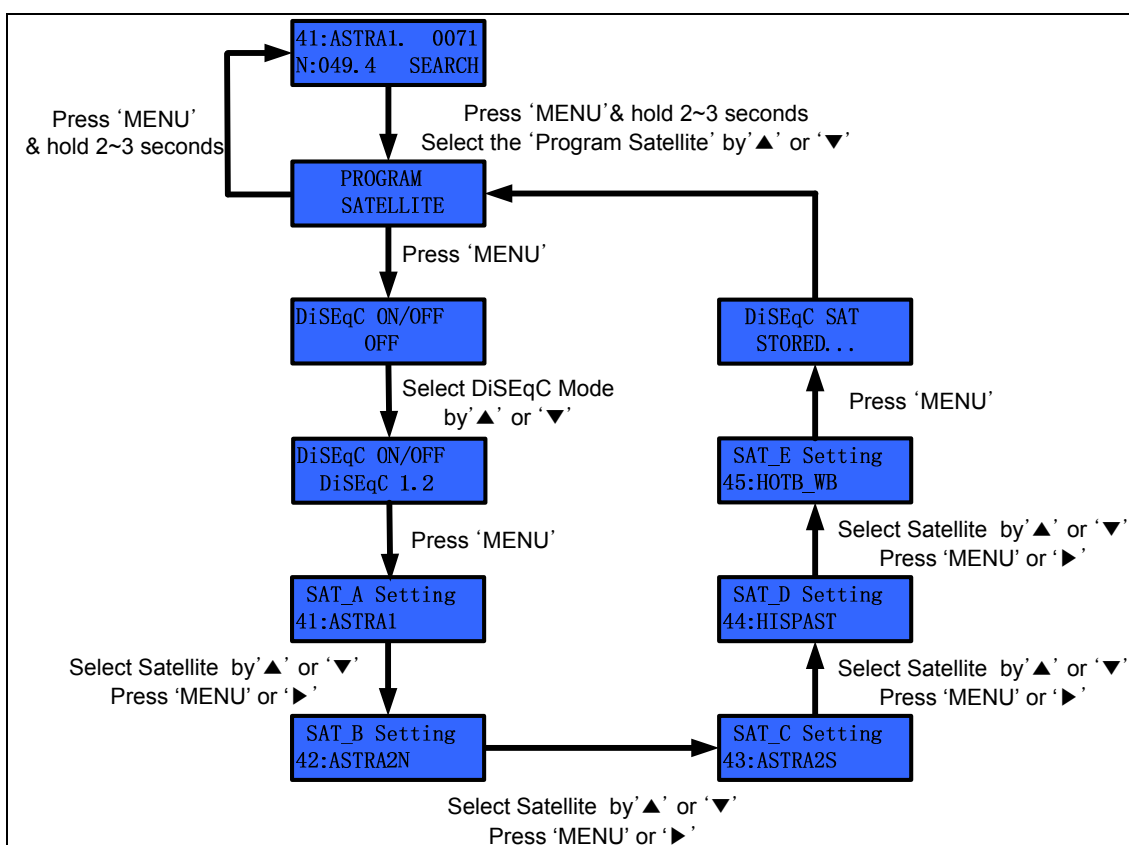 41:ASTRA1. 0071
N:049.4 SEARCH
Press ‘MENU’
& hold 2~3 seconds
Press ‘MENU’& hold 2~3 seconds
Select the ‘Program Satellite’ by’▲’ or ‘▼’
PROGRAM
SATELLITE
Press ‘MENU’
DiSEqC ON/OFF
OFF
Select DiSEqC Mode
by’▲’ or ‘▼’
DiSEqC ON/OFF
DiSEqC 1.2
Press ‘MENU’
SAT_A Setting
41:ASTRA1
Select Satellite by’▲’ or ‘▼’
Press ‘MENU’ or ‘▶’
SAT_B Setting
42:ASTRA2N
Select Satellite by’▲’ or ‘▼’
Press ‘MENU’ or ‘▶’
SAT_C Setting
43:ASTRA2S
Select Satellite by’▲’ or ‘▼’
Press ‘MENU’ or ‘▶’
SAT_D Setting
44:HISPAST
Select Satellite by’▲’ or ‘▼’
Press ‘MENU’ or ‘▶’
SAT_E Setting
45:HOTB_WB
Press ‘MENU’
DiSEqC SAT
STORED...